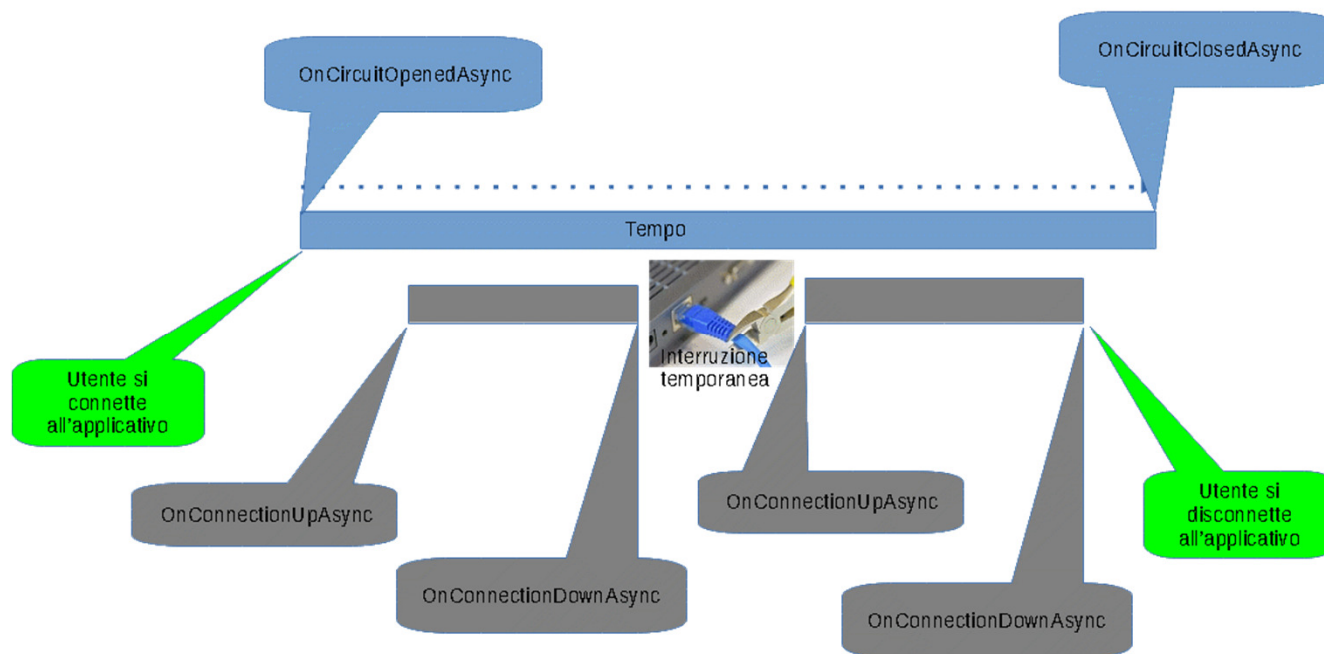 OnCircuitOpenedAsync
OnCircuitClosedAsync
Tempo
Interruzione
temporanea
Utente si
connette
all'applicativo
OnConnectionUpAsync
OnConnectionDownAsync
OnConnectionUpAsync
OnConnectionDownAsync
Utente si
disconnette
all'applicativo